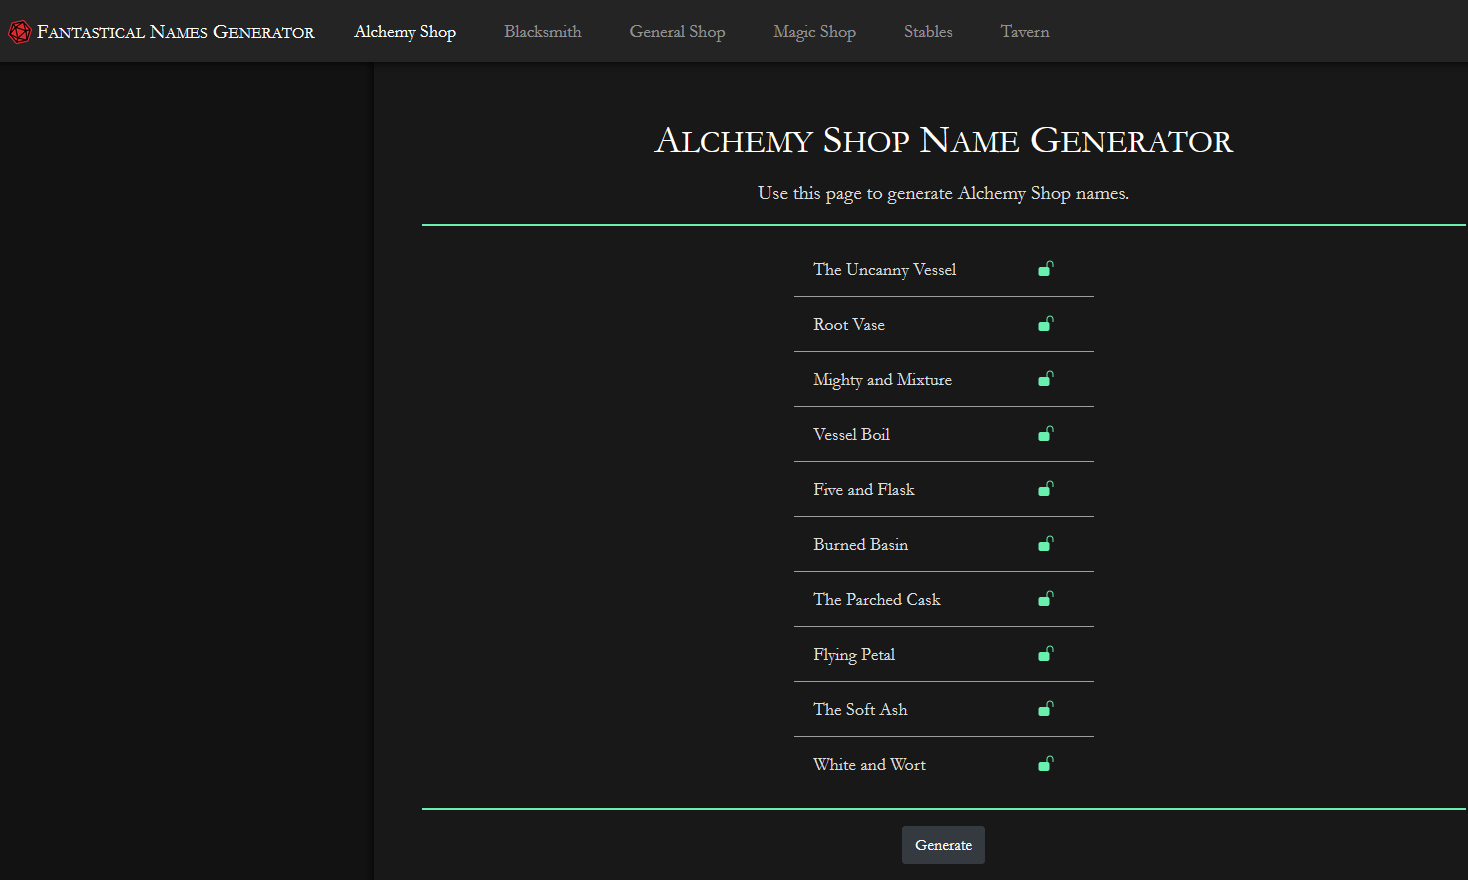 Fantastical Names Generator
Alchemy Shop
Blacksmith
General Shop
Magic Shop
Stables
Tavern
Alchemy Shop Name Generator
Use this page to generate Alchemy Shop names.
The Uncanny Vessel
Root Vase
Mighty and Mixture
Vessel Boil
Five and Flask
Burned Basin
The Parched Cask
Flying Petal
The Soft Ash
White and Wort
Generate